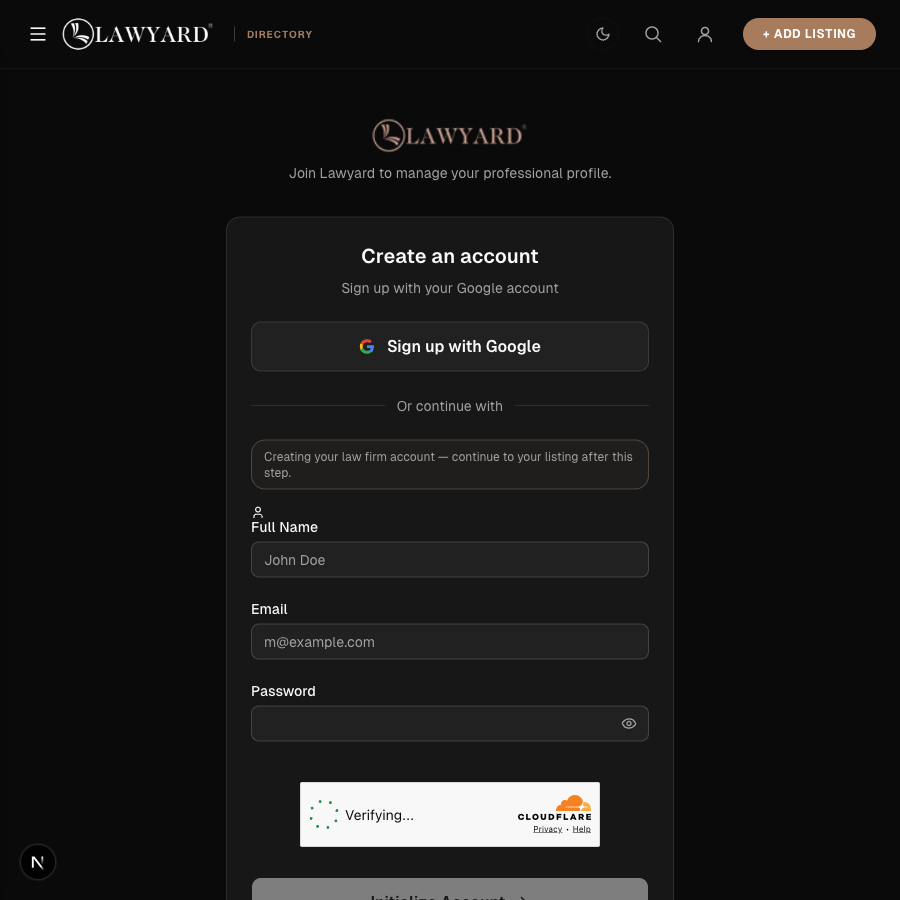 LAWYARD®
DIRECTORY
+ ADD LISTING
LAWYARD®
Join Lawyard to manage your professional profile.
Create an account
Sign up with your Google account
Sign up with Google
Or continue with
Creating your law firm account — continue to your listing after this
step.
Full Name
John Doe
Email
m@example.com
Password
Verifying...
CLOUDFLARE
Privacy • Help
N
Initialize Account →